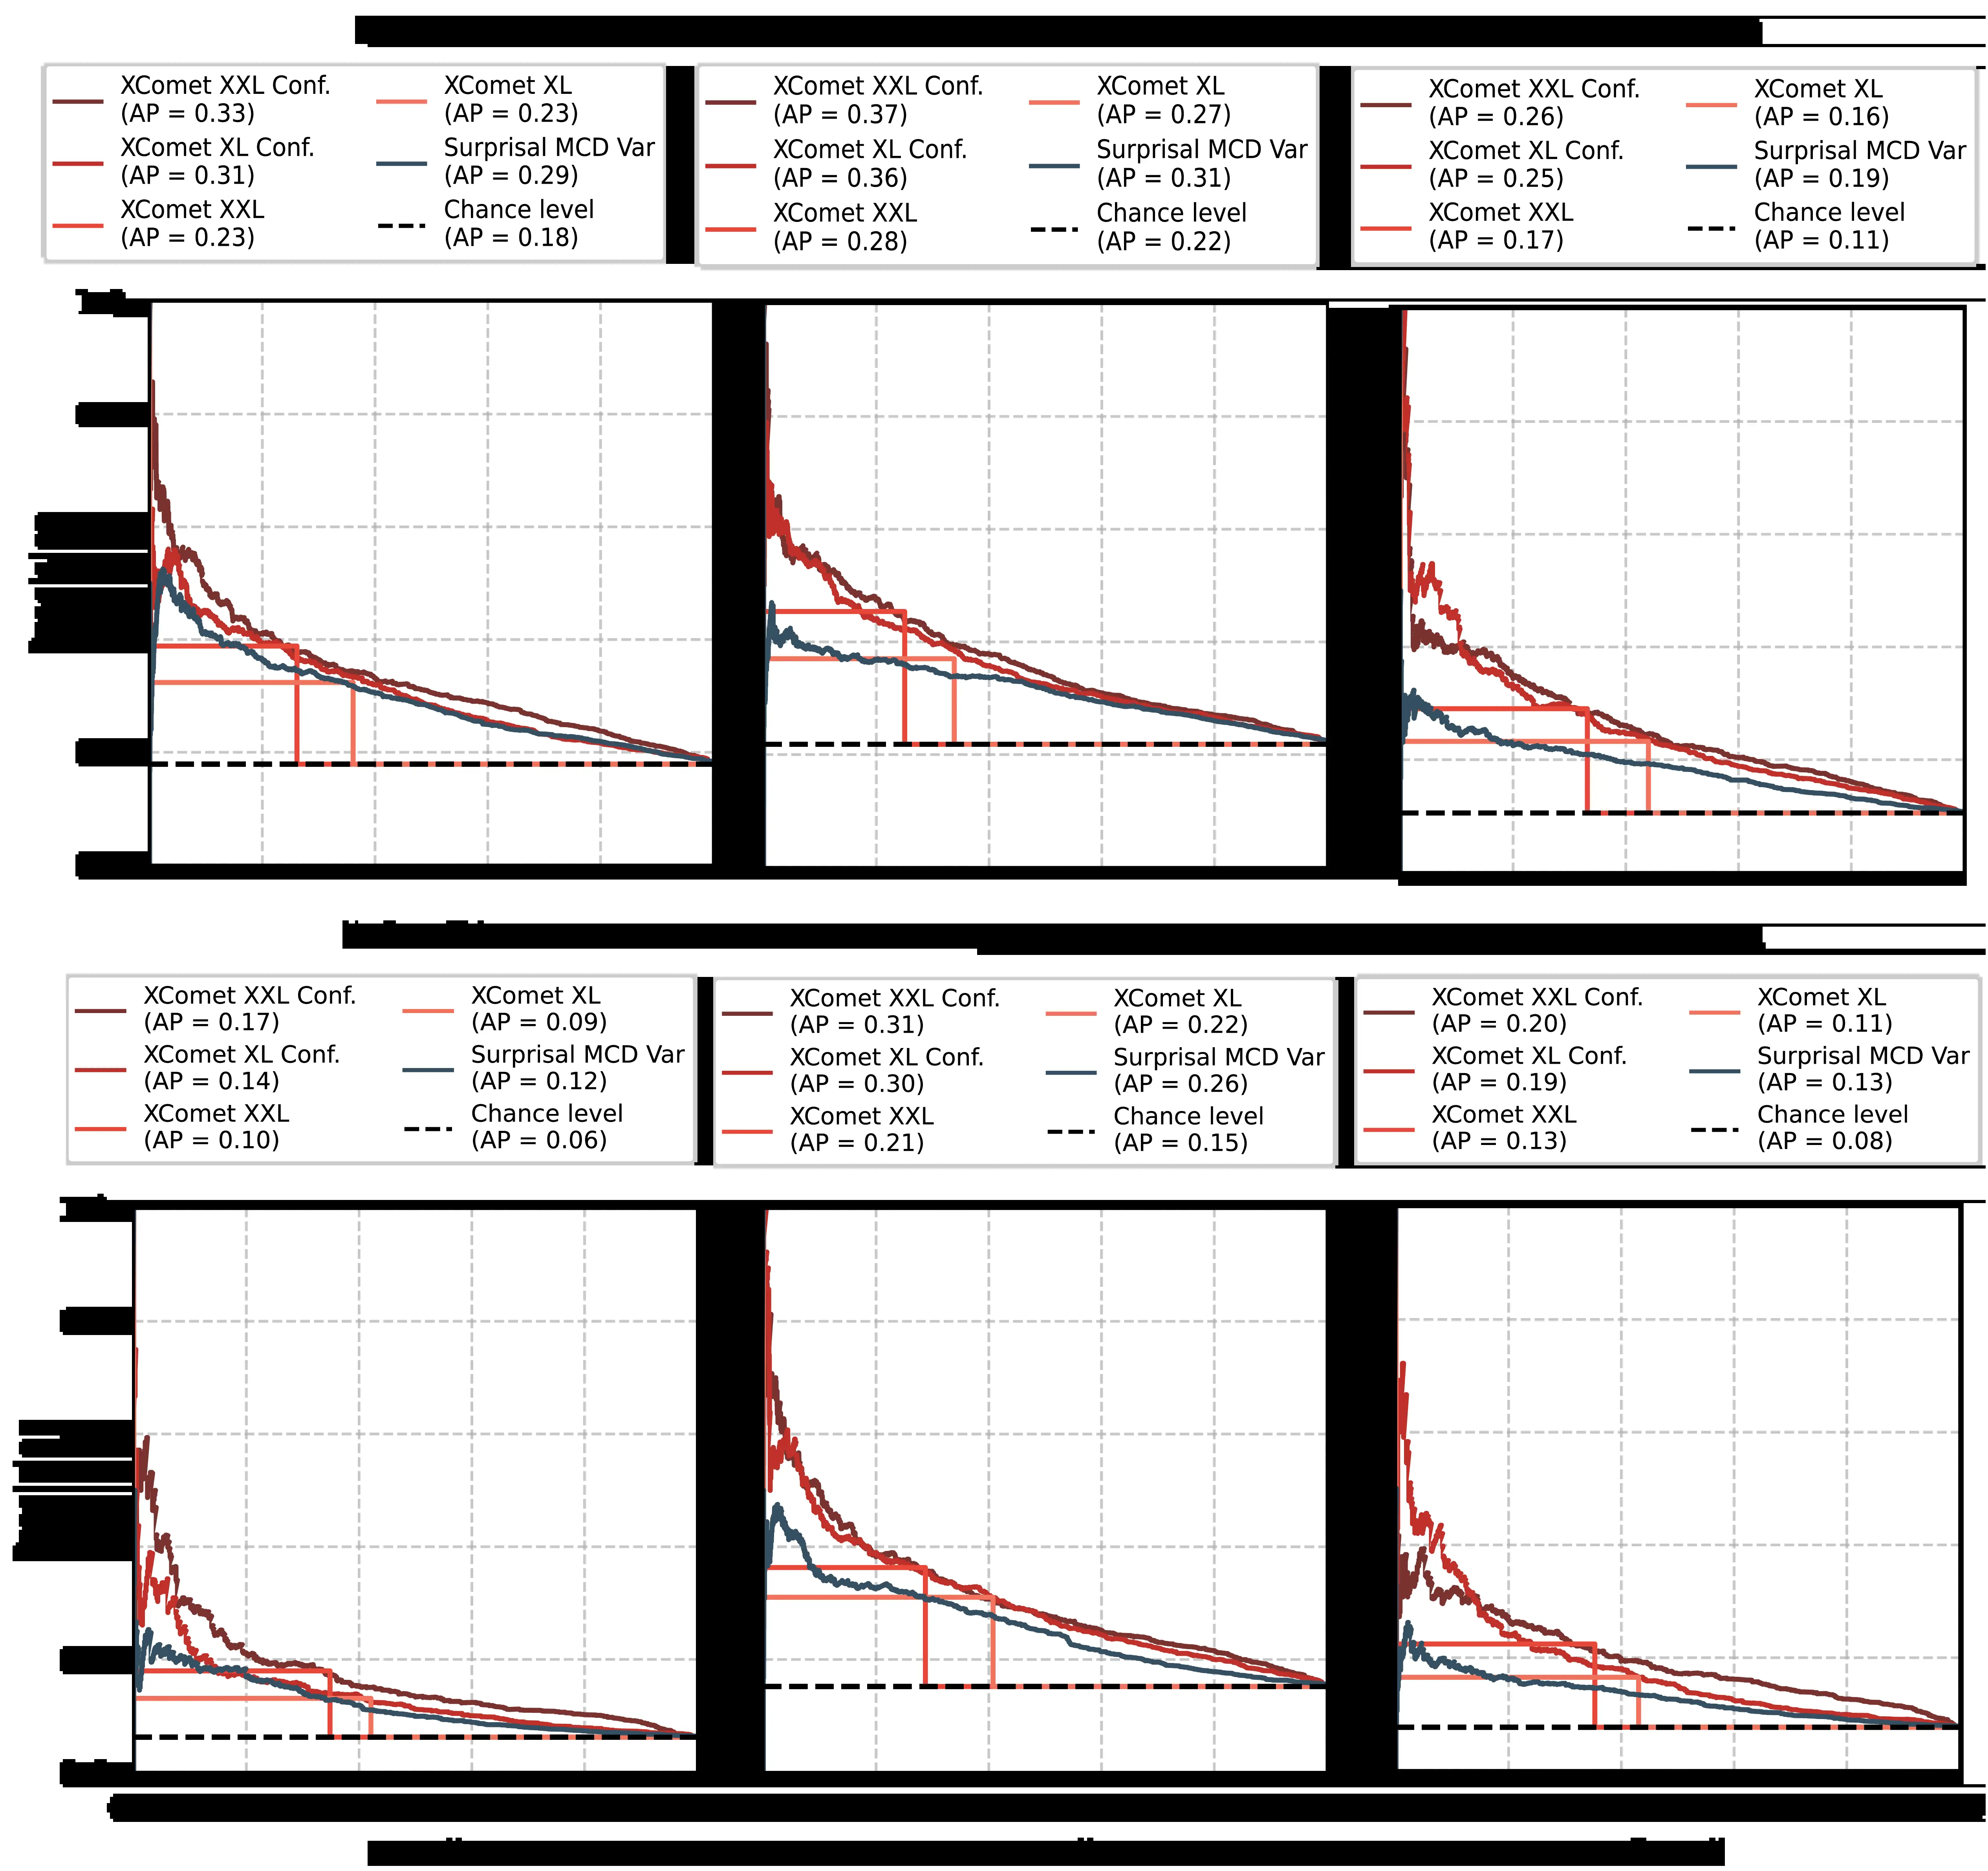 XComet XXL Conf.
(AP = 0.33)
XComet XL Conf.
(AP = 0.31)
XComet XXL
(AP = 0.23)
XComet XL
(AP = 0.23)
Surprisal MCD Var
(AP = 0.29)
Chance level
(AP = 0.18)
XComet XXL Conf.
(AP = 0.37)
XComet XL Conf.
(AP = 0.36)
XComet XXL
(AP = 0.28)
XComet XL
(AP = 0.27)
Surprisal MCD Var
(AP = 0.31)
Chance level
(AP = 0.22)
XComet XXL Conf.
(AP = 0.26)
XComet XL Conf.
(AP = 0.25)
XComet XXL
(AP = 0.17)
XComet XL
(AP = 0.16)
Surprisal MCD Var
(AP = 0.19)
Chance level
(AP = 0.11)
XComet XXL Conf.
(AP = 0.17)
XComet XL Conf.
(AP = 0.14)
XComet XXL
(AP = 0.10)
XComet XL
(AP = 0.09)
Surprisal MCD Var
(AP = 0.12)
Chance level
(AP = 0.06)
XComet XXL Conf.
(AP = 0.31)
XComet XL Conf.
(AP = 0.30)
XComet XXL
(AP = 0.21)
XComet XL
(AP = 0.22)
Surprisal MCD Var
(AP = 0.26)
Chance level
(AP = 0.15)
XComet XXL Conf.
(AP = 0.20)
XComet XL Conf.
(AP = 0.19)
XComet XXL
(AP = 0.13)
XComet XL
(AP = 0.11)
Surprisal MCD Var
(AP = 0.13)
Chance level
(AP = 0.08)